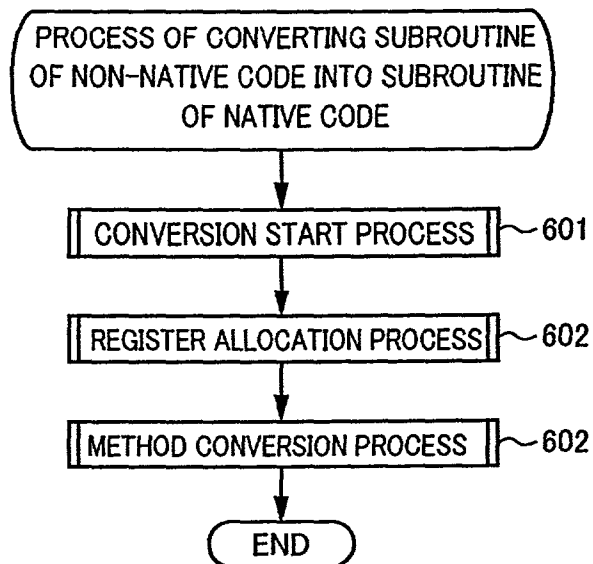 PROCESS OF CONVERTING SUBROUTINE
OF NON-NATIVE CODE INTO SUBROUTINE
OF NATIVE CODE
CONVERSION START PROCESS 601
REGISTER ALLOCATION PROCESS 602
METHOD CONVERSION PROCESS 602
END